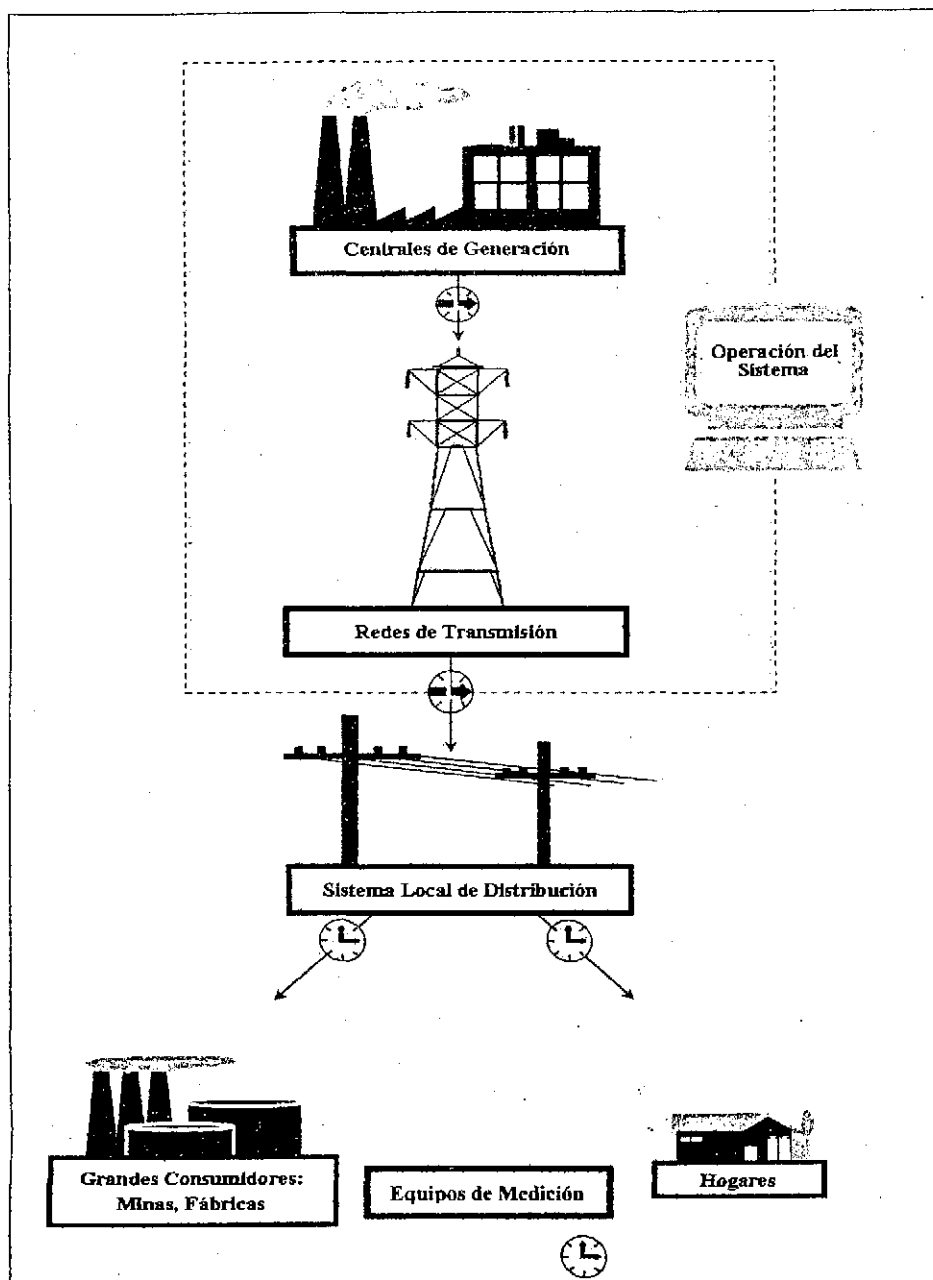 Centrales de Generación
Operación del
Sistema
Redes de Transmisión
Sistema Local de Distribución
Grandes Consumidores:
Minas, Fábricas
Equipos de Medición
Hogares